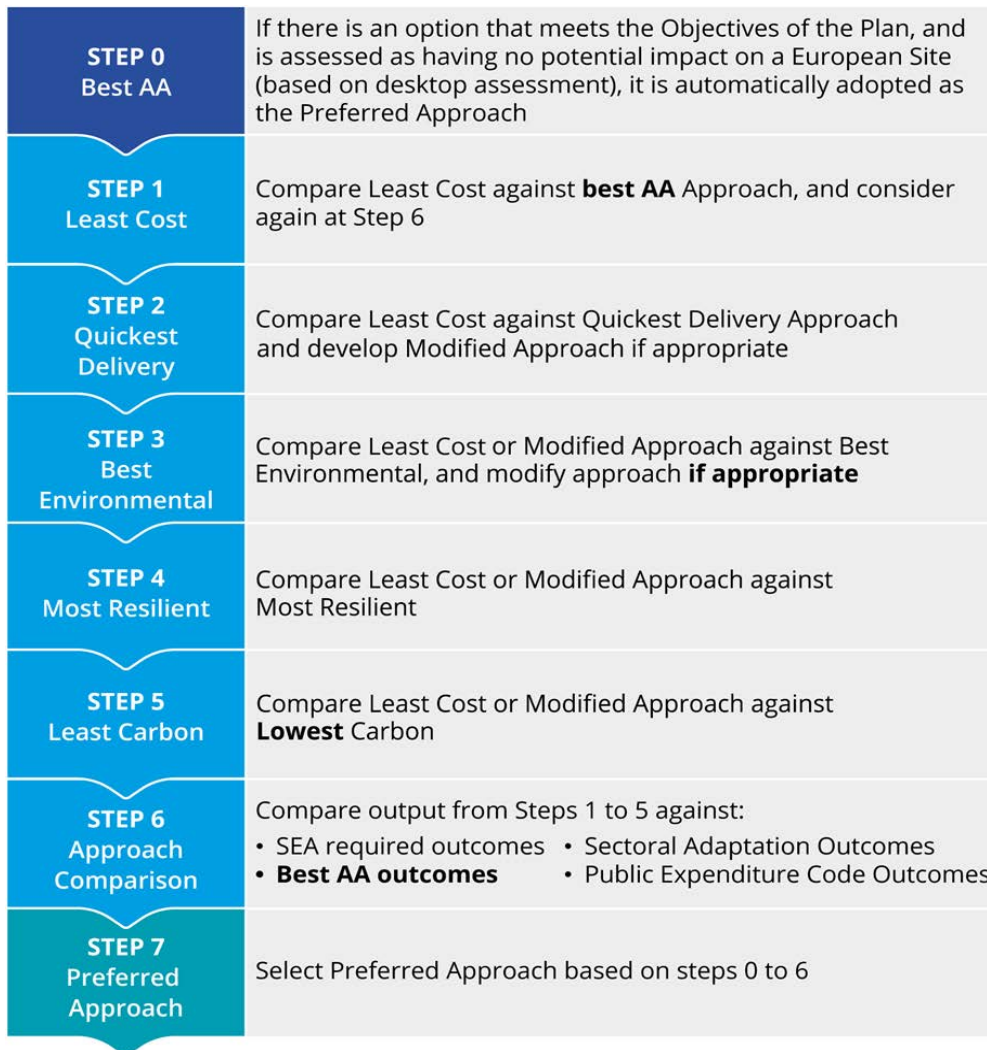 STEP 0
Best AA
If there is an option that meets the Objectives of the Plan, and
is assessed as having no potential impact on a European Site
(based on desktop assessment), it is automatically adopted as
the Preferred Approach
STEP 1
Least Cost
Compare Least Cost against best AA Approach, and consider
again at Step 6
STEP 2
Quickest
Delivery
Compare Least Cost against Quickest Delivery Approach
and develop Modified Approach if appropriate
STEP 3
Best
Environmental
Compare Least Cost or Modified Approach against Best
Environmental, and modify approach if appropriate
STEP 4
Most Resilient
Compare Least Cost or Modified Approach against
Most Resilient
STEP 5
Least Carbon
Compare Least Cost or Modified Approach against
Lowest Carbon
STEP 6
Approach
Comparison
Compare output from Steps 1 to 5 against:
• SEA required outcomes • Sectoral Adaptation Outcomes
• Best AA outcomes • Public Expenditure Code Outcomes
STEP 7
Preferred
Approach
Select Preferred Approach based on steps 0 to 6